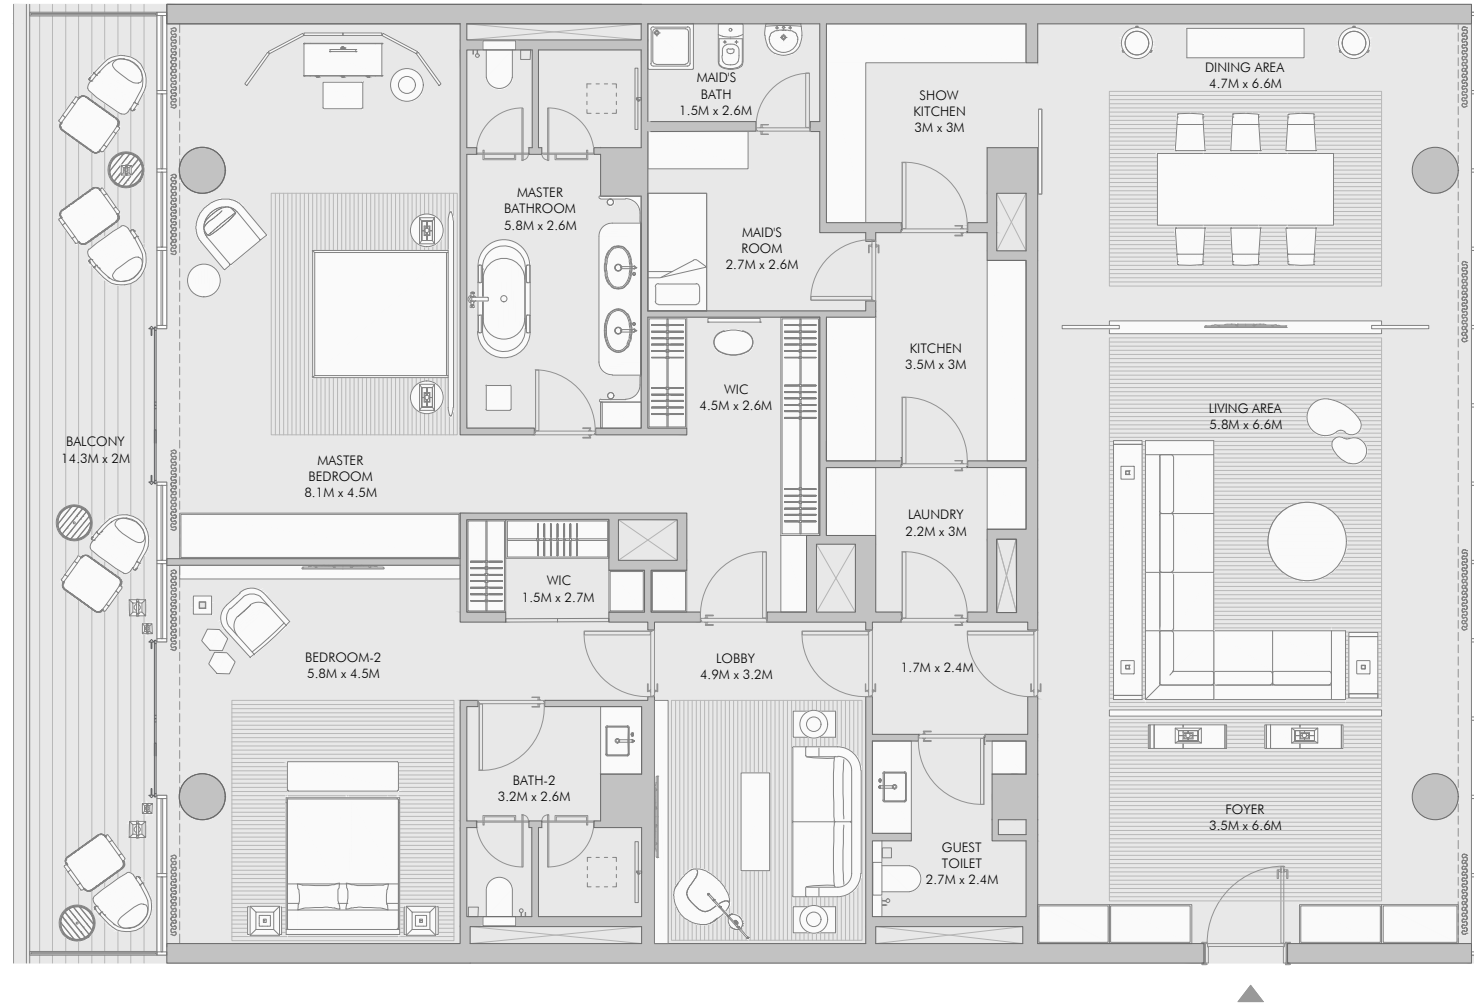 MAID'S
BATH
1.5M x 2.6M
SHOW
KITCHEN
3M x 3M
DINING AREA
4.7M x 6.6M
MASTER
BATHROOM
5.8M x 2.6M
MAID'S
ROOM
2.7M x 2.6M
KITCHEN
3.5M x 3M
WIC
4.5M x 2.6M
LIVING AREA
5.8M x 6.6M
BALCONY
14.3M x 2M
MASTER
BEDROOM
8.1M x 4.5M
LAUNDRY
2.2M x 3M
WIC
1.5M x 2.7M
BEDROOM-2
5.8M x 4.5M
LOBBY
4.9M x 3.2M
1.7M x 2.4M
BATH-2
3.2M x 2.6M
FOYER
3.5M x 6.6M
GUEST
TOILET
2.7M x 2.4M